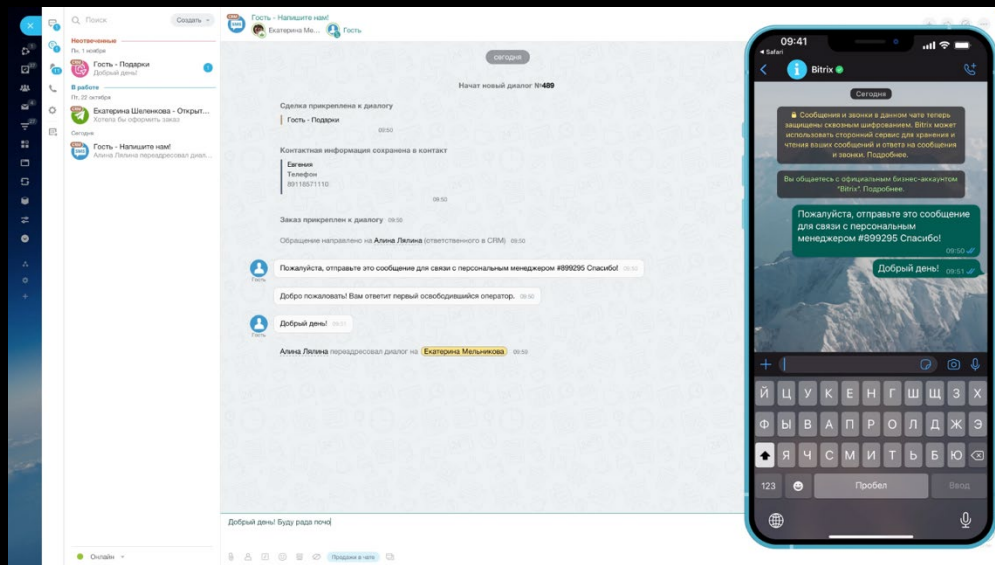 Поиск
Создать
Неотвеченные
Пн. 1 ноября
Гость - Подарки
Добрый день!
1
В работе
Пт. 22 октября
Екатерина Шеленкова - Открыт...
Хотела бы оформить заказ
Сегодня
Гость - Напишите нам!
Алина Ляпина переадресовал диал...
Онлайн
Гость - Напишите нам!
Екатерина Ме...
Гость
сегодня
Начат новый диалог №489
Сделка прикреплена к диалогу
Гость - Подарки
09:50
Контактная информация сохранена в контакт
Евгения
Телефон
89118571110
09:50
Заказ прикреплен к диалогу 09:50
Обращение направлено на Алина Ляпина (ответственного в CRM) 09:50
Пожалуйста, отправьте это сообщение для связи с персональным менеджером #899295 Спасибо! 09:50
Гость
Добро пожаловать! Вам ответит первый освободившийся оператор. 09:50
Добрый день! 09:51
Гость
Алина Ляпина переадресовал диалог на Екатерина Мельникова 09:59
Добрый день! Буду рада почо
Продажи в чате
09:41
Safari
Bitrix
Сегодня
Сообщения и звонки в данном чате теперь
защищены сквозным шифрованием. Bitrix может
использовать сторонний сервис для хранения и
чтения ваших сообщений и ответа на сообщения
и звонки. Подробнее.
Вы общаетесь с официальным бизнес-аккаунтом
"Bitrix". Подробнее.
Пожалуйста, отправьте это сообщение
для связи с персональным
менеджером #899295 Спасибо!
09:50
Добрый день! 09:51
Й Ц У К Е Н Г Ш Щ З Х
Ф Ы В А П Р О Л Д Ж Э
Я Ч С М И Т Ь Б Ю
123 Пробел Ввод